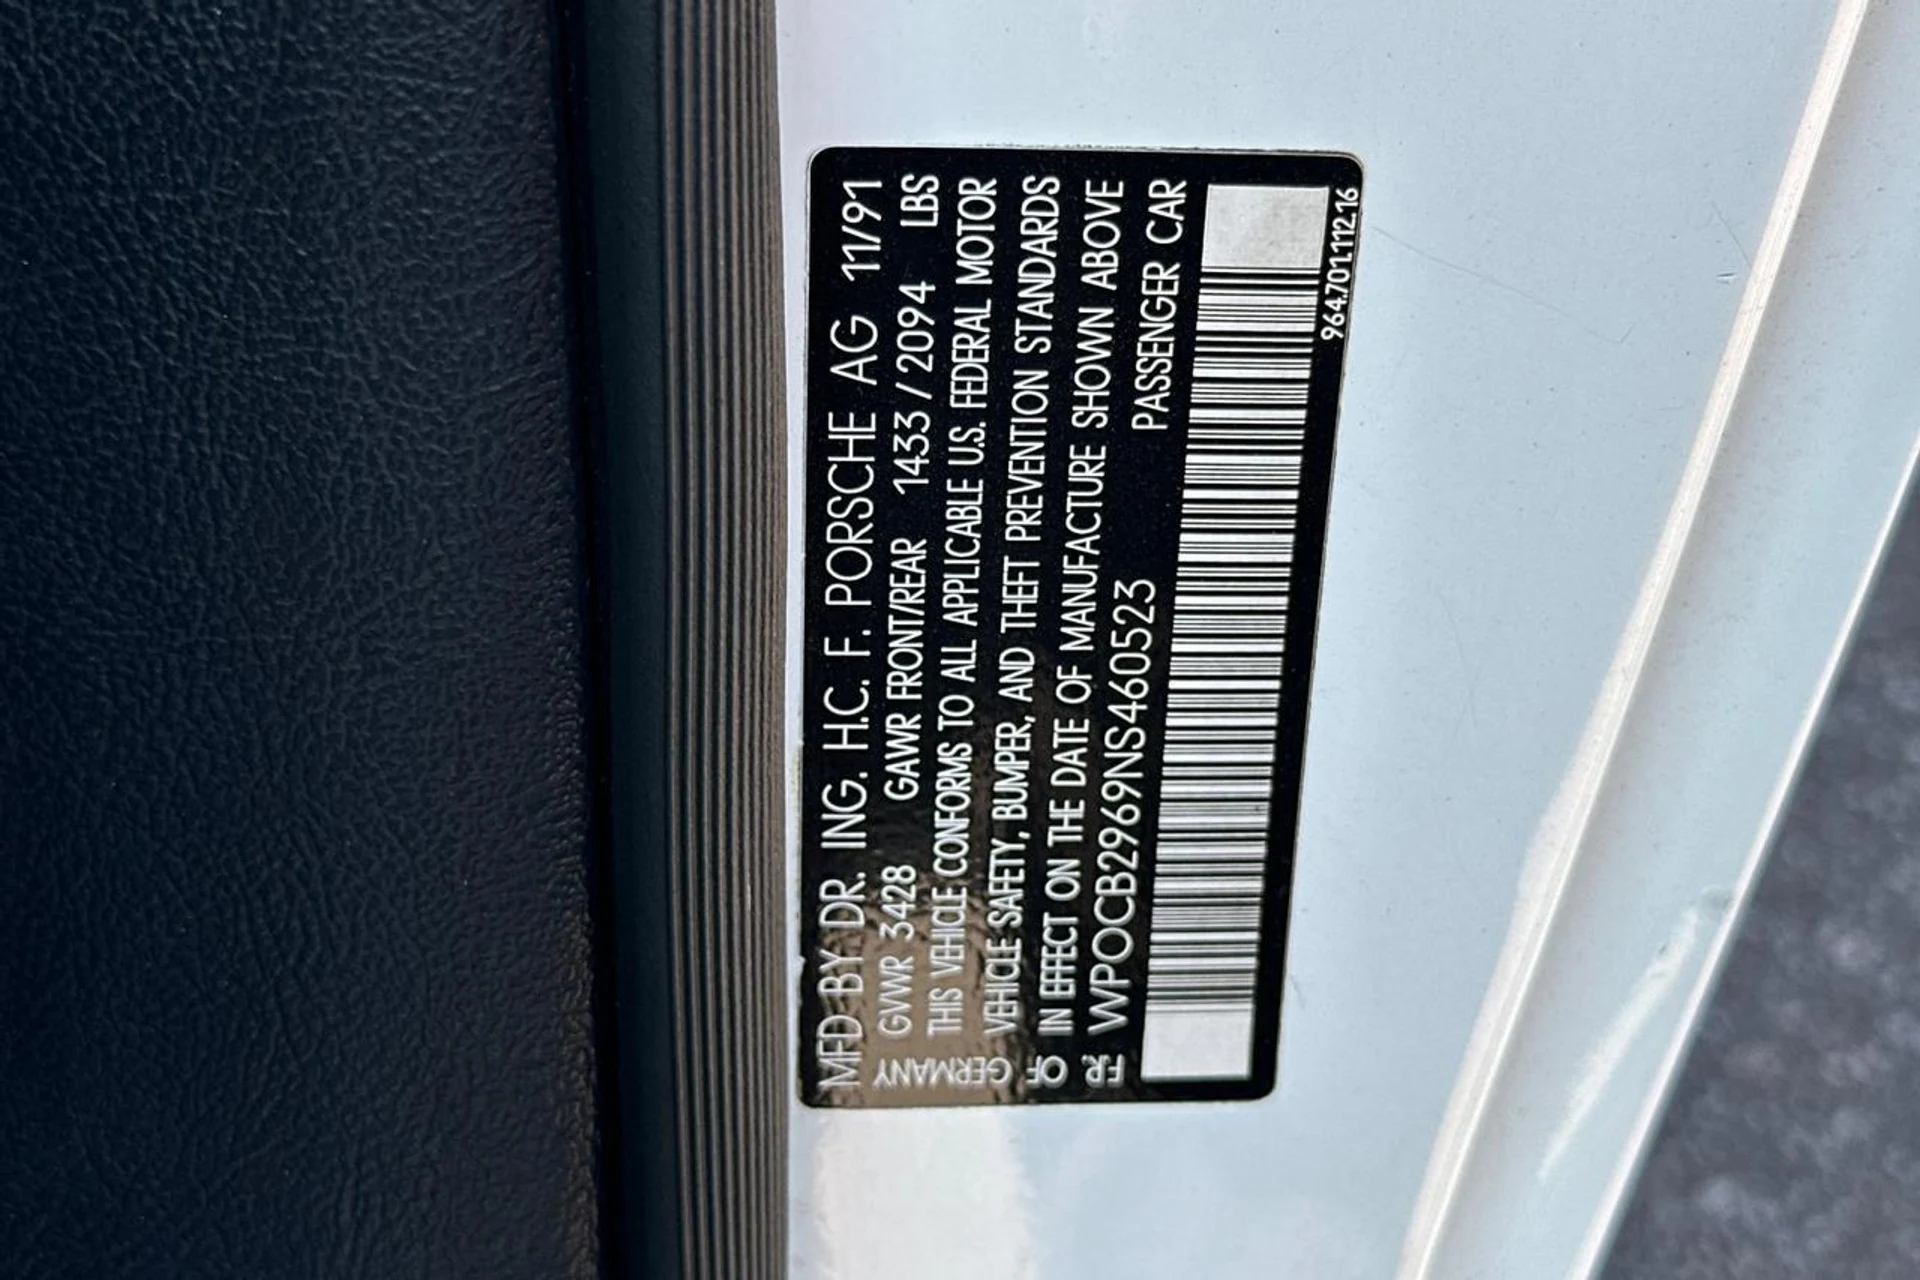 MFD BY DR. ING. H.C. F. PORSCHE AG 11/91
GVWR 3428 GAWR FRONT/REAR 1433 / 2094 LBS
THIS VEHICLE CONFORMS TO ALL APPLICABLE U.S. FEDERAL MOTOR
VEHICLE SAFETY, BUMPER, AND THEFT PREVENTION STANDARDS
IN EFFECT ON THE DATE OF MANUFACTURE SHOWN ABOVE
WPOCB2969NS460523 PASSENGER CAR
FR. OF GERMANY
964.701.112.16